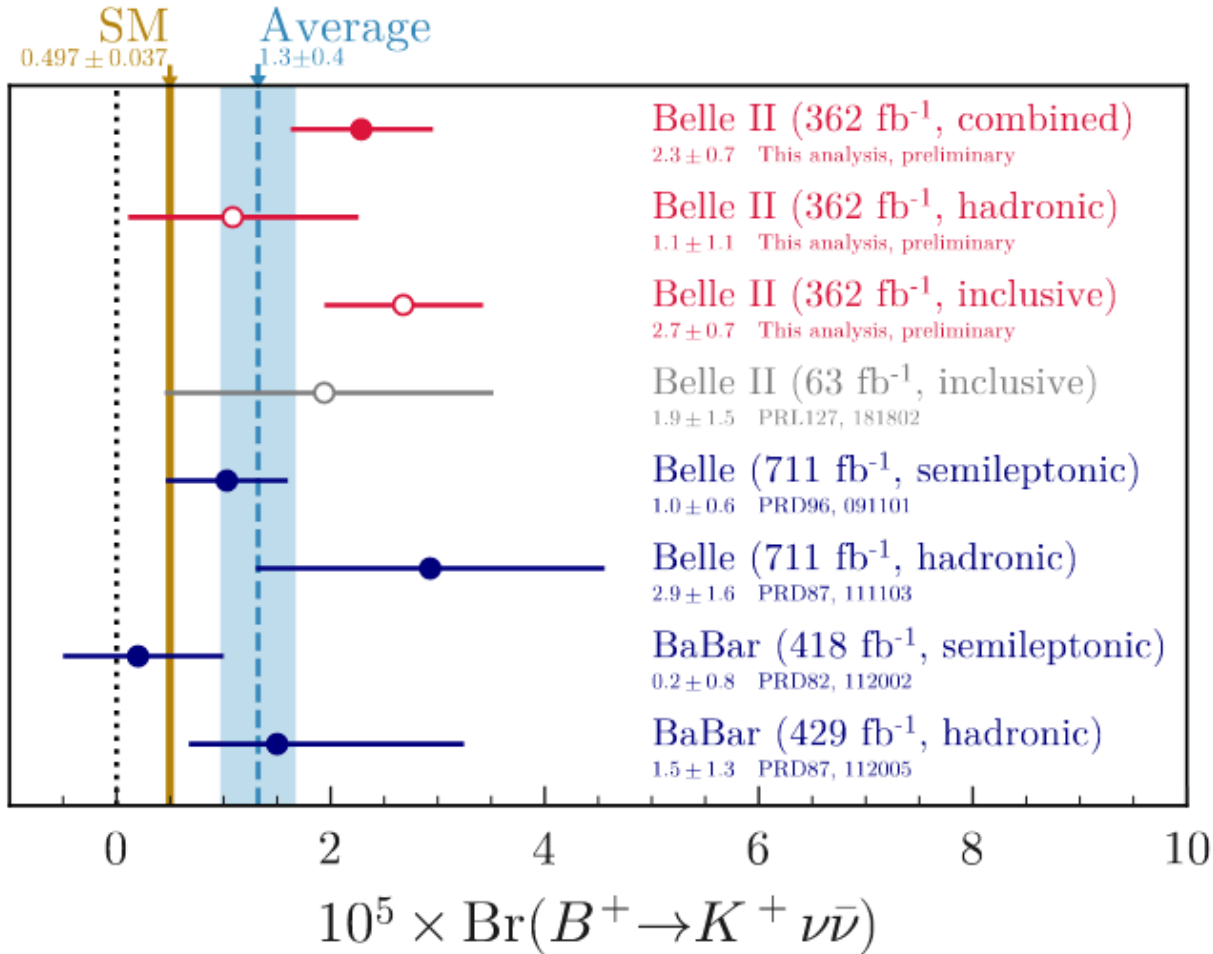 SM
0.497 ± 0.037
Average
1.3±0.4
Belle II (362 fb⁻¹, combined)
2.3 ± 0.7 This analysis, preliminary
Belle II (362 fb⁻¹, hadronic)
1.1 ± 1.1 This analysis, preliminary
Belle II (362 fb⁻¹, inclusive)
2.7 ± 0.7 This analysis, preliminary
Belle II (63 fb⁻¹, inclusive)
1.9 ± 1.5 PRL127, 181802
Belle (711 fb⁻¹, semileptonic)
1.0 ± 0.6 PRD96, 091101
Belle (711 fb⁻¹, hadronic)
2.9 ± 1.6 PRD87, 111103
BaBar (418 fb⁻¹, semileptonic)
0.2 ± 0.8 PRD82, 112002
BaBar (429 fb⁻¹, hadronic)
1.5 ± 1.3 PRD87, 112005
0 2 4 6 8 10
10⁵ × Br(B⁺→K⁺νν̄)